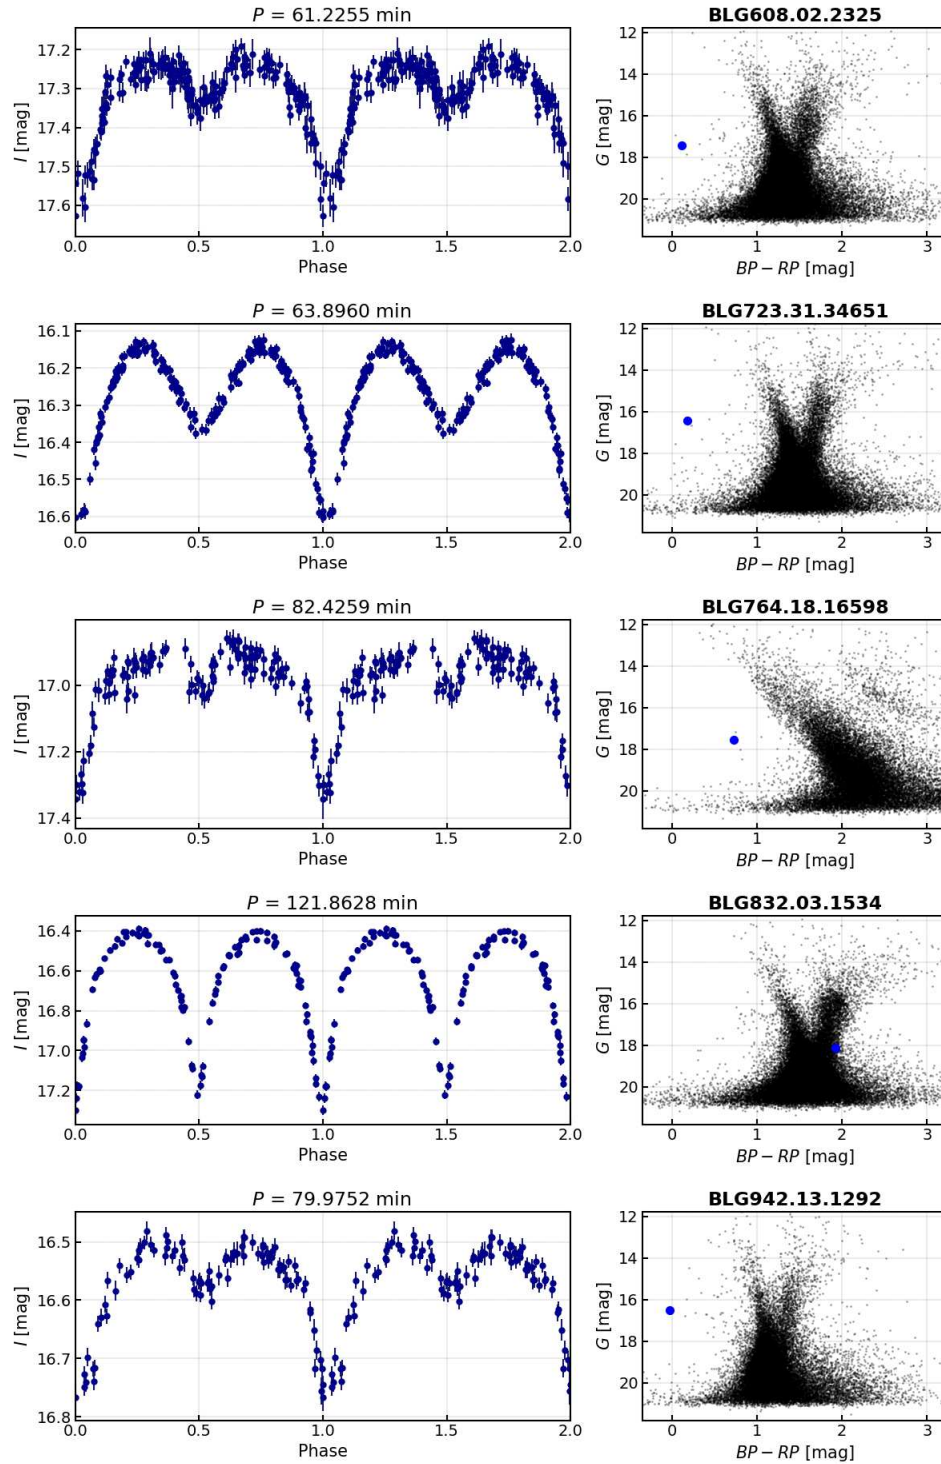 P = 61.2255 min
BLG608.02.2325
17.2
17.3
17.4
17.5
17.6
I [mag]
0.0 0.5 1.0 1.5 2.0
Phase
12
14
16
18
20
G [mag]
0 1 2 3
BP − RP [mag]
P = 63.8960 min
BLG723.31.34651
16.1
16.2
16.3
16.4
16.5
16.6
I [mag]
0.0 0.5 1.0 1.5 2.0
Phase
12
14
16
18
20
G [mag]
0 1 2 3
BP − RP [mag]
P = 82.4259 min
BLG764.18.16598
17.0
17.2
17.4
I [mag]
0.0 0.5 1.0 1.5 2.0
Phase
12
14
16
18
20
G [mag]
0 1 2 3
BP − RP [mag]
P = 121.8628 min
BLG832.03.1534
16.4
16.6
16.8
17.0
17.2
I [mag]
0.0 0.5 1.0 1.5 2.0
Phase
12
14
16
18
20
G [mag]
0 1 2 3
BP − RP [mag]
P = 79.9752 min
BLG942.13.1292
16.5
16.6
16.7
16.8
I [mag]
0.0 0.5 1.0 1.5 2.0
Phase
12
14
16
18
20
G [mag]
0 1 2 3
BP − RP [mag]